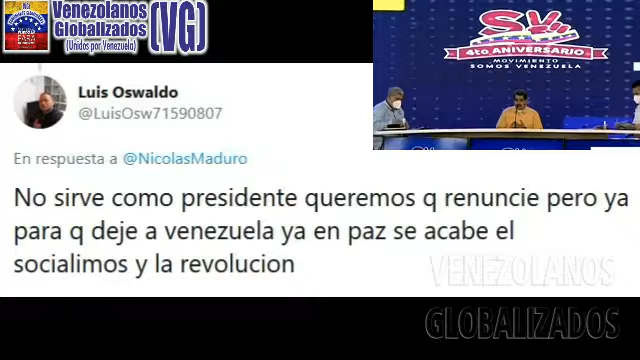 Venezolanos
Globalizados
(Unidos por Venezuela)
(VG)
SV
4to ANIVERSARIO
MOVIMIENTO
SOMOS VENEZUELA
Luis Oswaldo
@LuisOsw71590807
En respuesta a @NicolasMaduro
No sirve como presidente queremos q renuncie pero ya
para q deje a venezuela ya en paz se acabe el
socialimos y la revolucion
VENEZOLANOS
GLOBALIZADOS